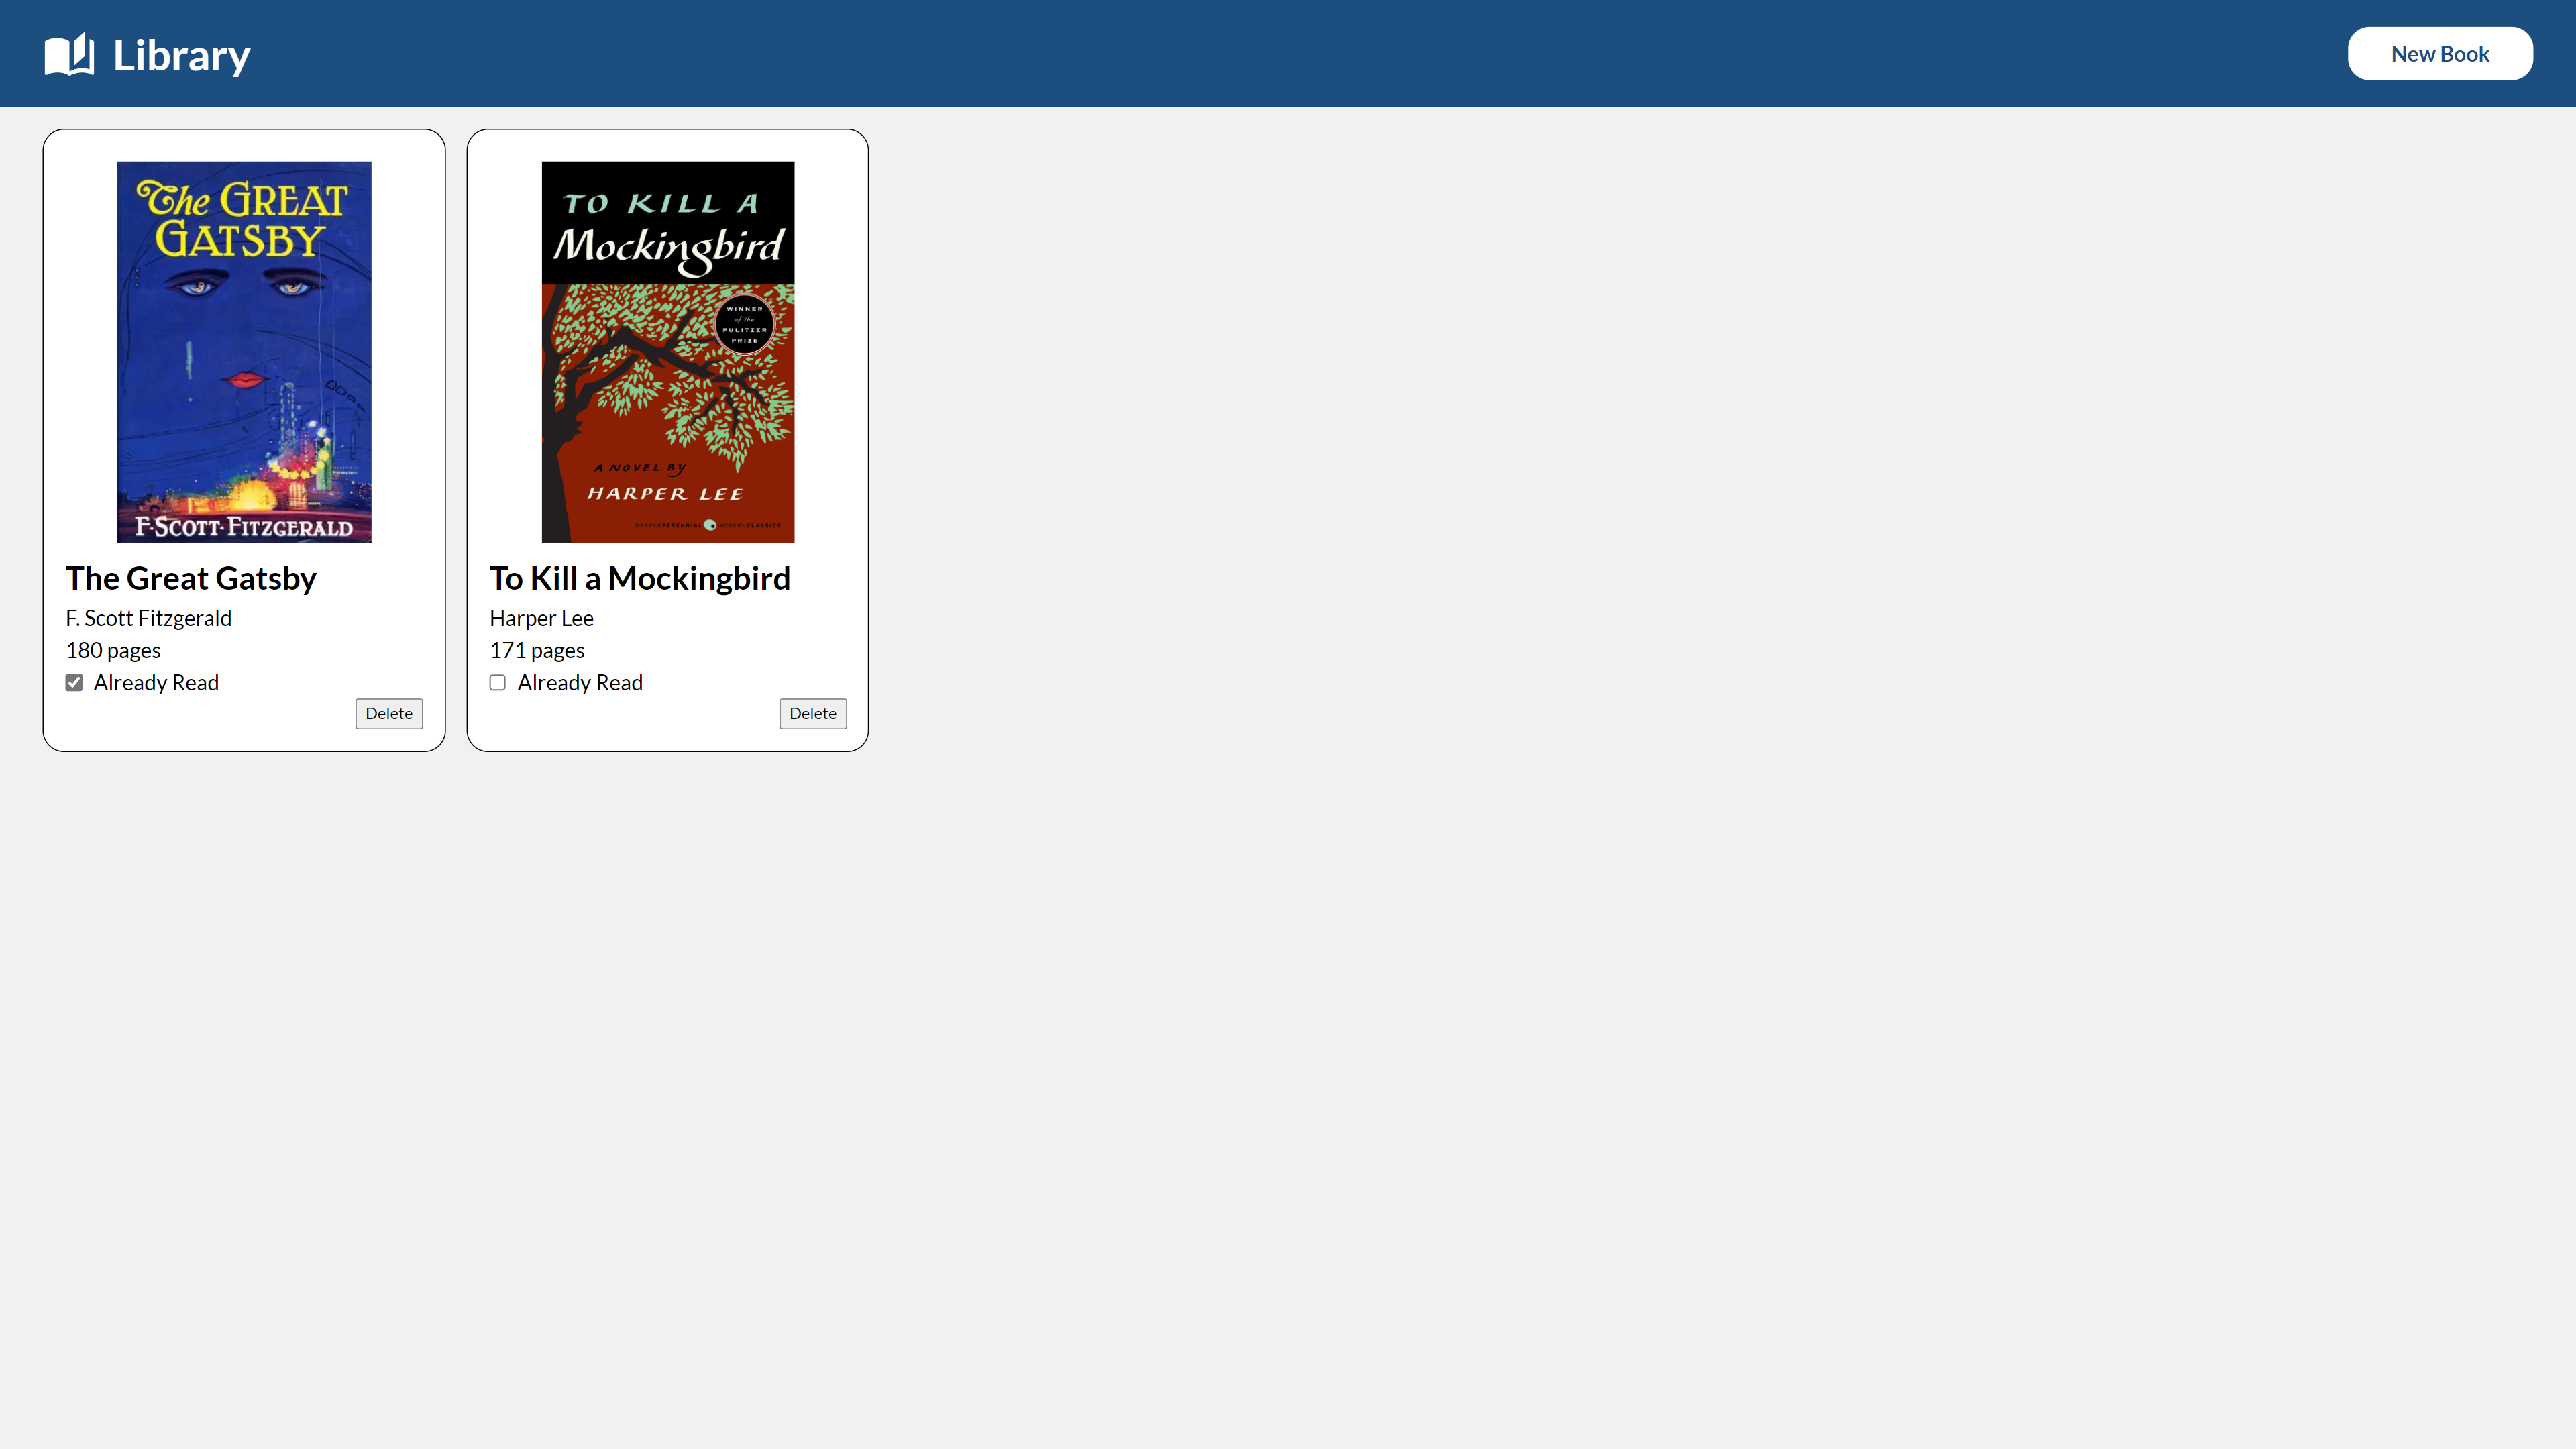 Library
New Book
The GREAT
GATSBY
F·SCOTT·FITZGERALD
The Great Gatsby
F. Scott Fitzgerald
180 pages
Already Read
Delete
TO KILL A
Mockingbird
WINNER
of the
PULITZER
PRIZE
A NOVEL BY
HARPER LEE
HARPERPERENNIAL MODERNCLASSICS
To Kill a Mockingbird
Harper Lee
171 pages
Already Read
Delete